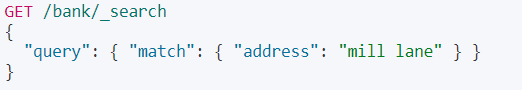 GET /bank/_search
{
  "query": { "match": { "address": "mill lane" } }
}